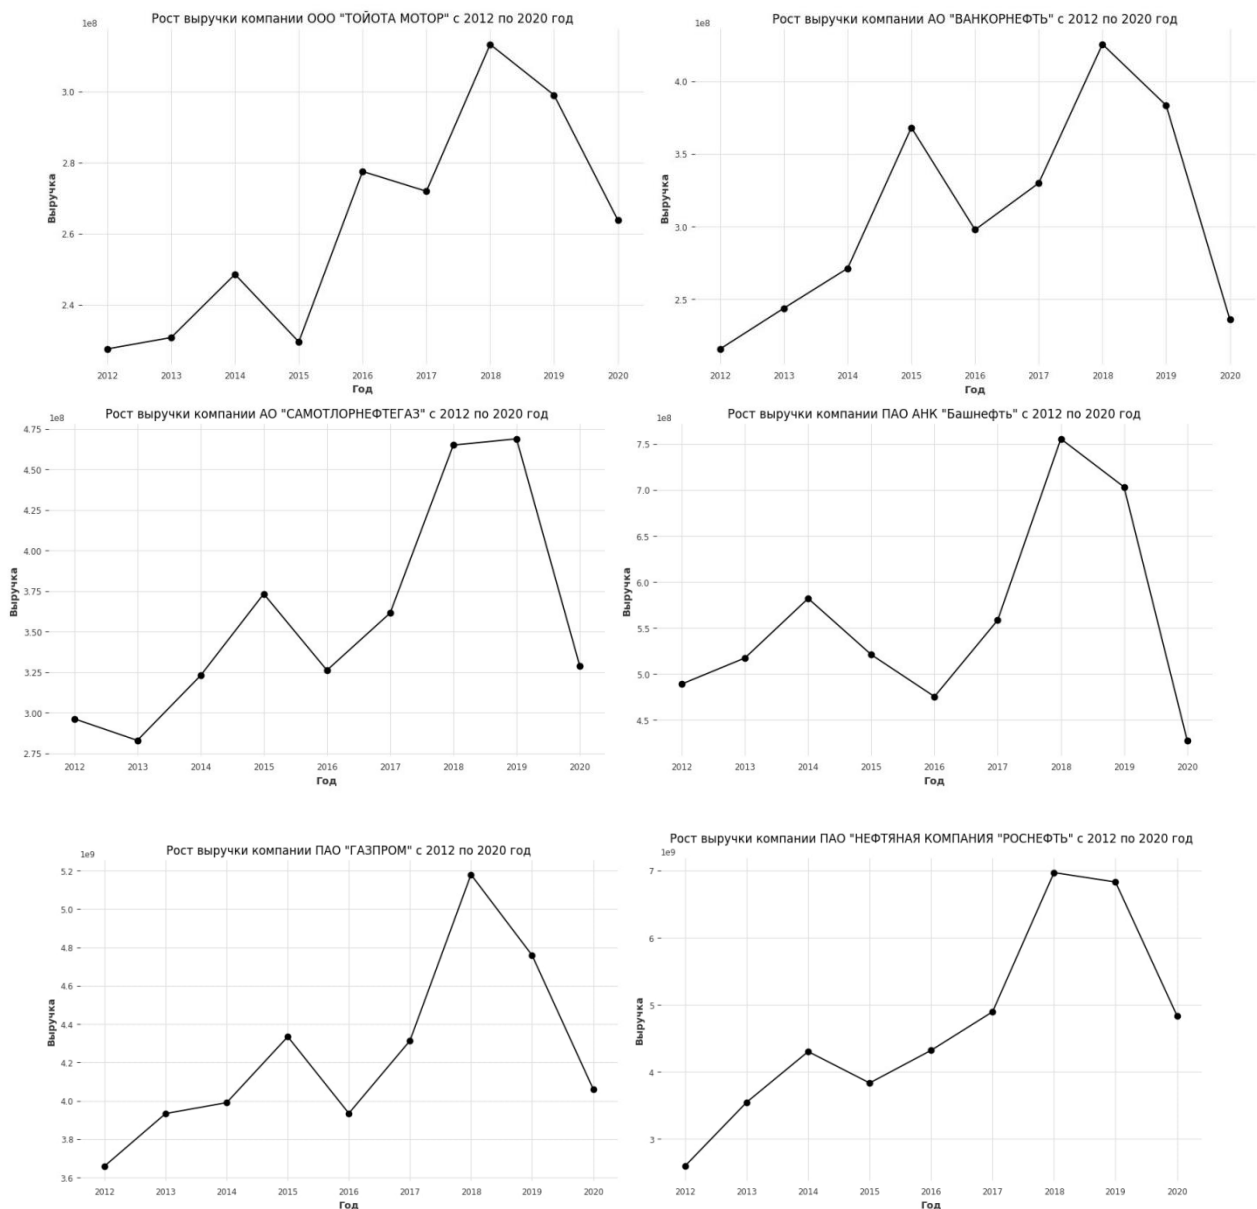 Рост выручки компании ООО "ТОЙОТА МОТОР" с 2012 по 2020 год
1e8
3.0
2.8
2.6
2.4
Выручка
2012 2013 2014 2015 2016 2017 2018 2019 2020
Год
Рост выручки компании АО "ВАНКОРНЕФТЬ" с 2012 по 2020 год
1e8
4.0
3.5
3.0
2.5
Выручка
2012 2013 2014 2015 2016 2017 2018 2019 2020
Год
Рост выручки компании АО "САМОТЛОРНЕФТЕГАЗ" с 2012 по 2020 год
1e8
4.75
4.50
4.25
4.00
3.75
3.50
3.25
3.00
2.75
Выручка
2012 2013 2014 2015 2016 2017 2018 2019 2020
Год
Рост выручки компании ПАО АНК "Башнефть" с 2012 по 2020 год
1e8
7.5
7.0
6.5
6.0
5.5
5.0
4.5
Выручка
2012 2013 2014 2015 2016 2017 2018 2019 2020
Год
Рост выручки компании ПАО "ГАЗПРОМ" с 2012 по 2020 год
1e9
5.2
5.0
4.8
4.6
4.4
4.2
4.0
3.8
3.6
Выручка
2012 2013 2014 2015 2016 2017 2018 2019 2020
Год
Рост выручки компании ПАО "НЕФТЯНАЯ КОМПАНИЯ "РОСНЕФТЬ" с 2012 по 2020 год
1e9
7
6
5
4
3
Выручка
2012 2013 2014 2015 2016 2017 2018 2019 2020
Год